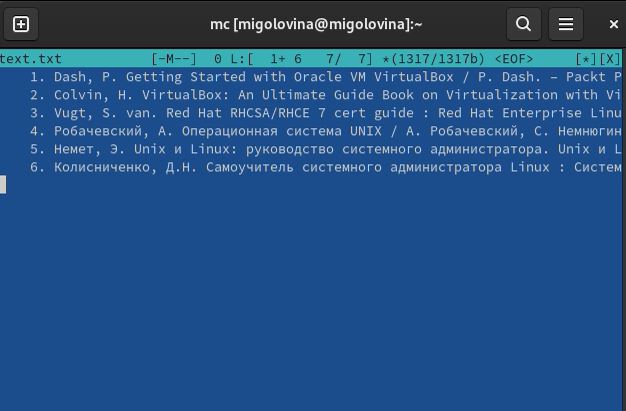 mc [migolovina@migolovina]:~
text.txt [-M--] 0 L:[ 1+ 6 7/ 7] *(1317/1317b) <EOF> [*][X]
1. Dash, P. Getting Started with Oracle VM VirtualBox / P. Dash. – Packt P
2. Colvin, H. VirtualBox: An Ultimate Guide Book on Virtualization with Vi
3. Vugt, S. van. Red Hat RHCSA/RHCE 7 cert guide : Red Hat Enterprise Linu
4. Робачевский, А. Операционная система UNIX / А. Робачевский, С. Немнюгин
5. Немет, Э. Unix и Linux: руководство системного администратора. Unix и L
6. Колисниченко, Д.Н. Самоучитель системного администратора Linux : Систем